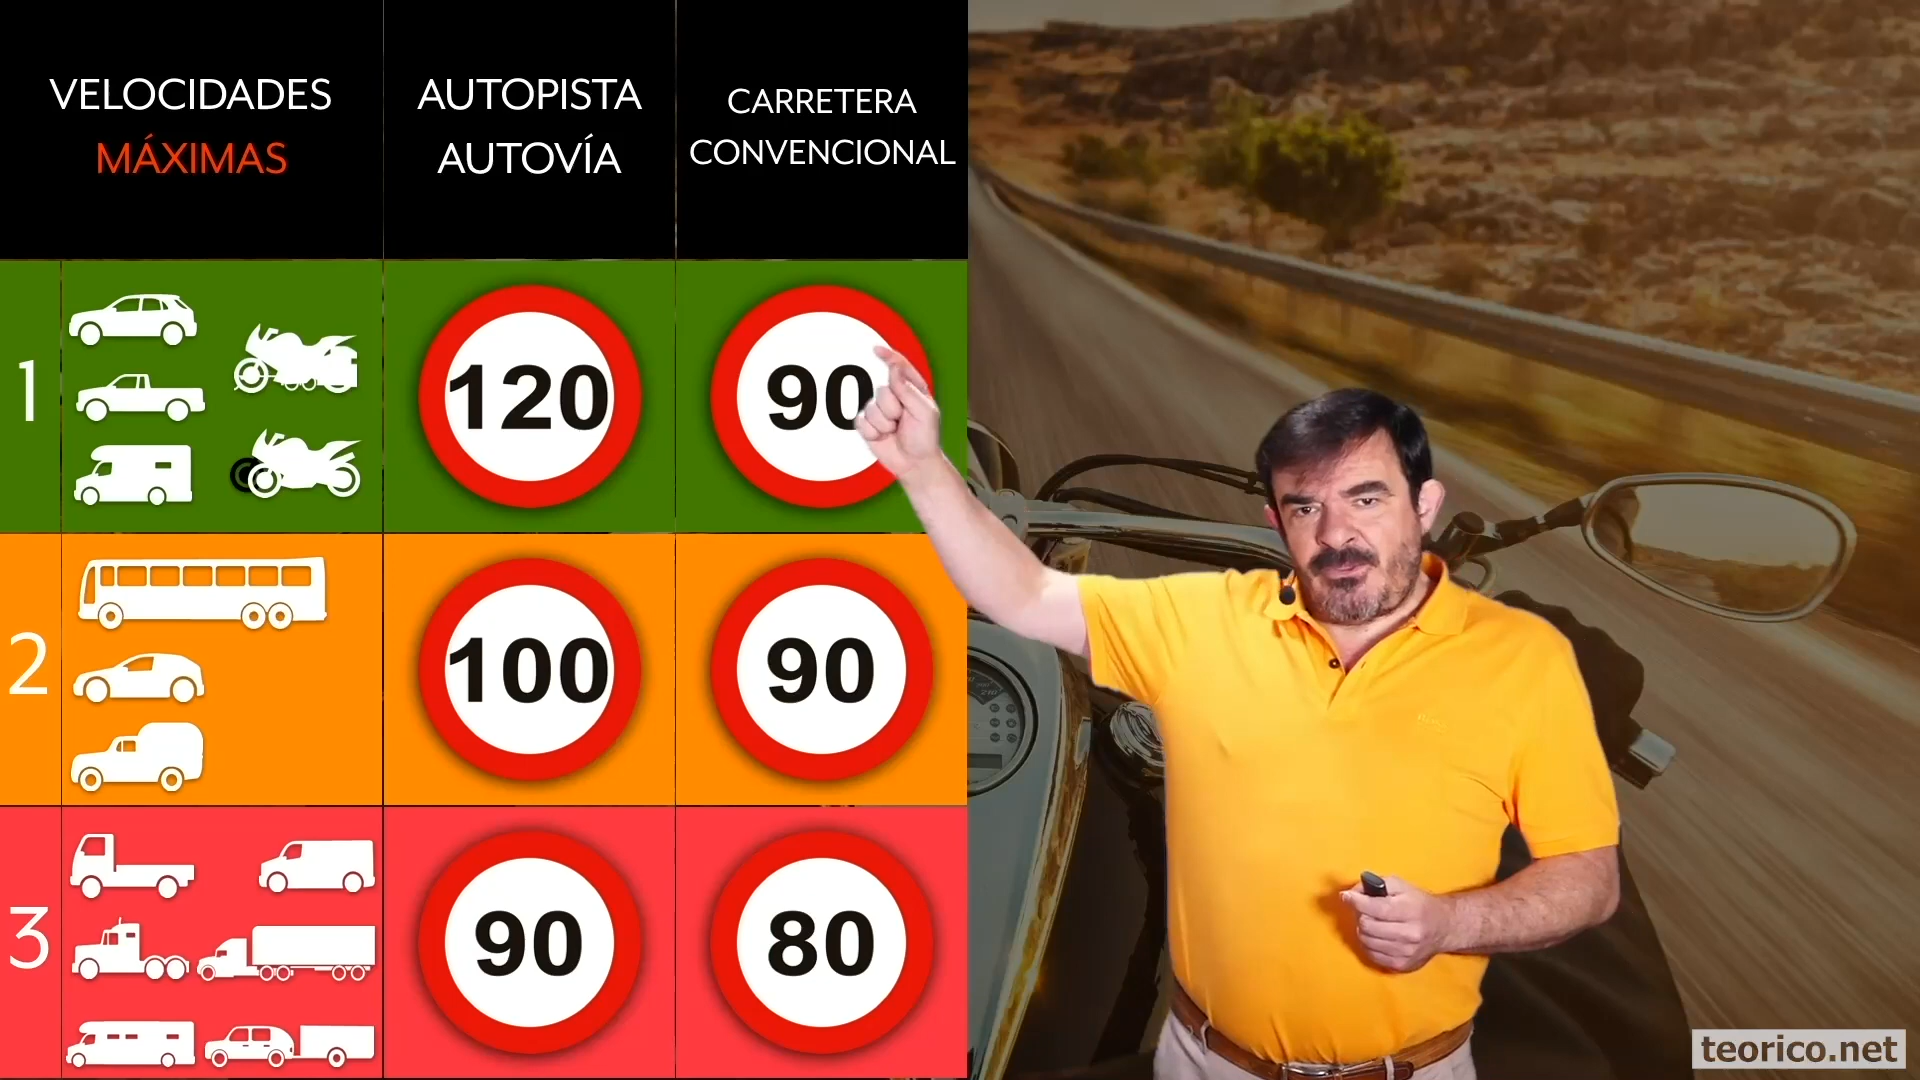 VELOCIDADES
MÁXIMAS
AUTOPISTA
AUTOVÍA
CARRETERA
CONVENCIONAL
1
120
90
2
100
90
3
90
80
teorico.net